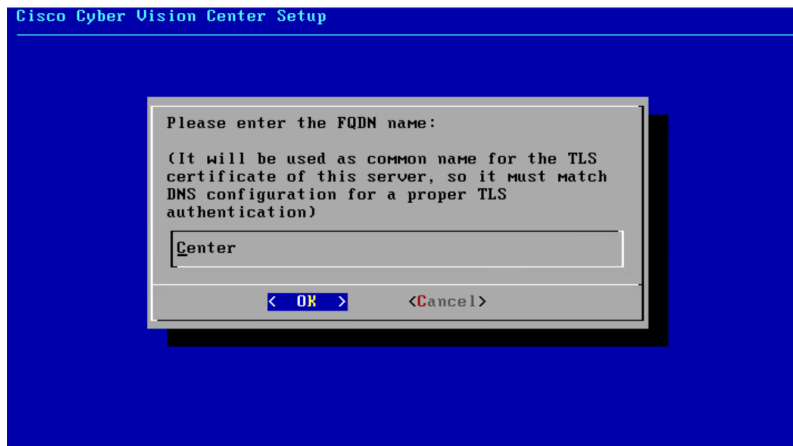 Cisco Cyber Vision Center Setup
Please enter the FQDN name:
(It will be used as common name for the TLS
certificate of this server, so it must match
DNS configuration for a proper TLS
authentication)
Center
< OK > <Cancel>